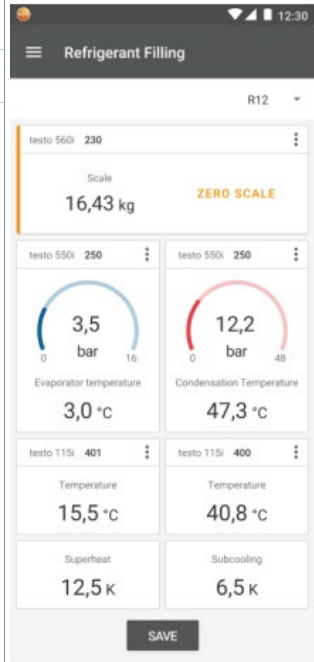 12:30
Refrigerant Filling
R12
testo 560i 230
Scale
16,43 kg
ZERO SCALE
testo 550i 250
3,5
bar
0 16
Evaporator temperature
3,0 °C
testo 550i 250
12,2
bar
0 48
Condensation Temperature
47,3 °C
testo 115i 401
Temperature
15,5 °C
testo 115i 400
Temperature
40,8 °C
Superheat
12,5 K
Subcooling
6,5 K
SAVE